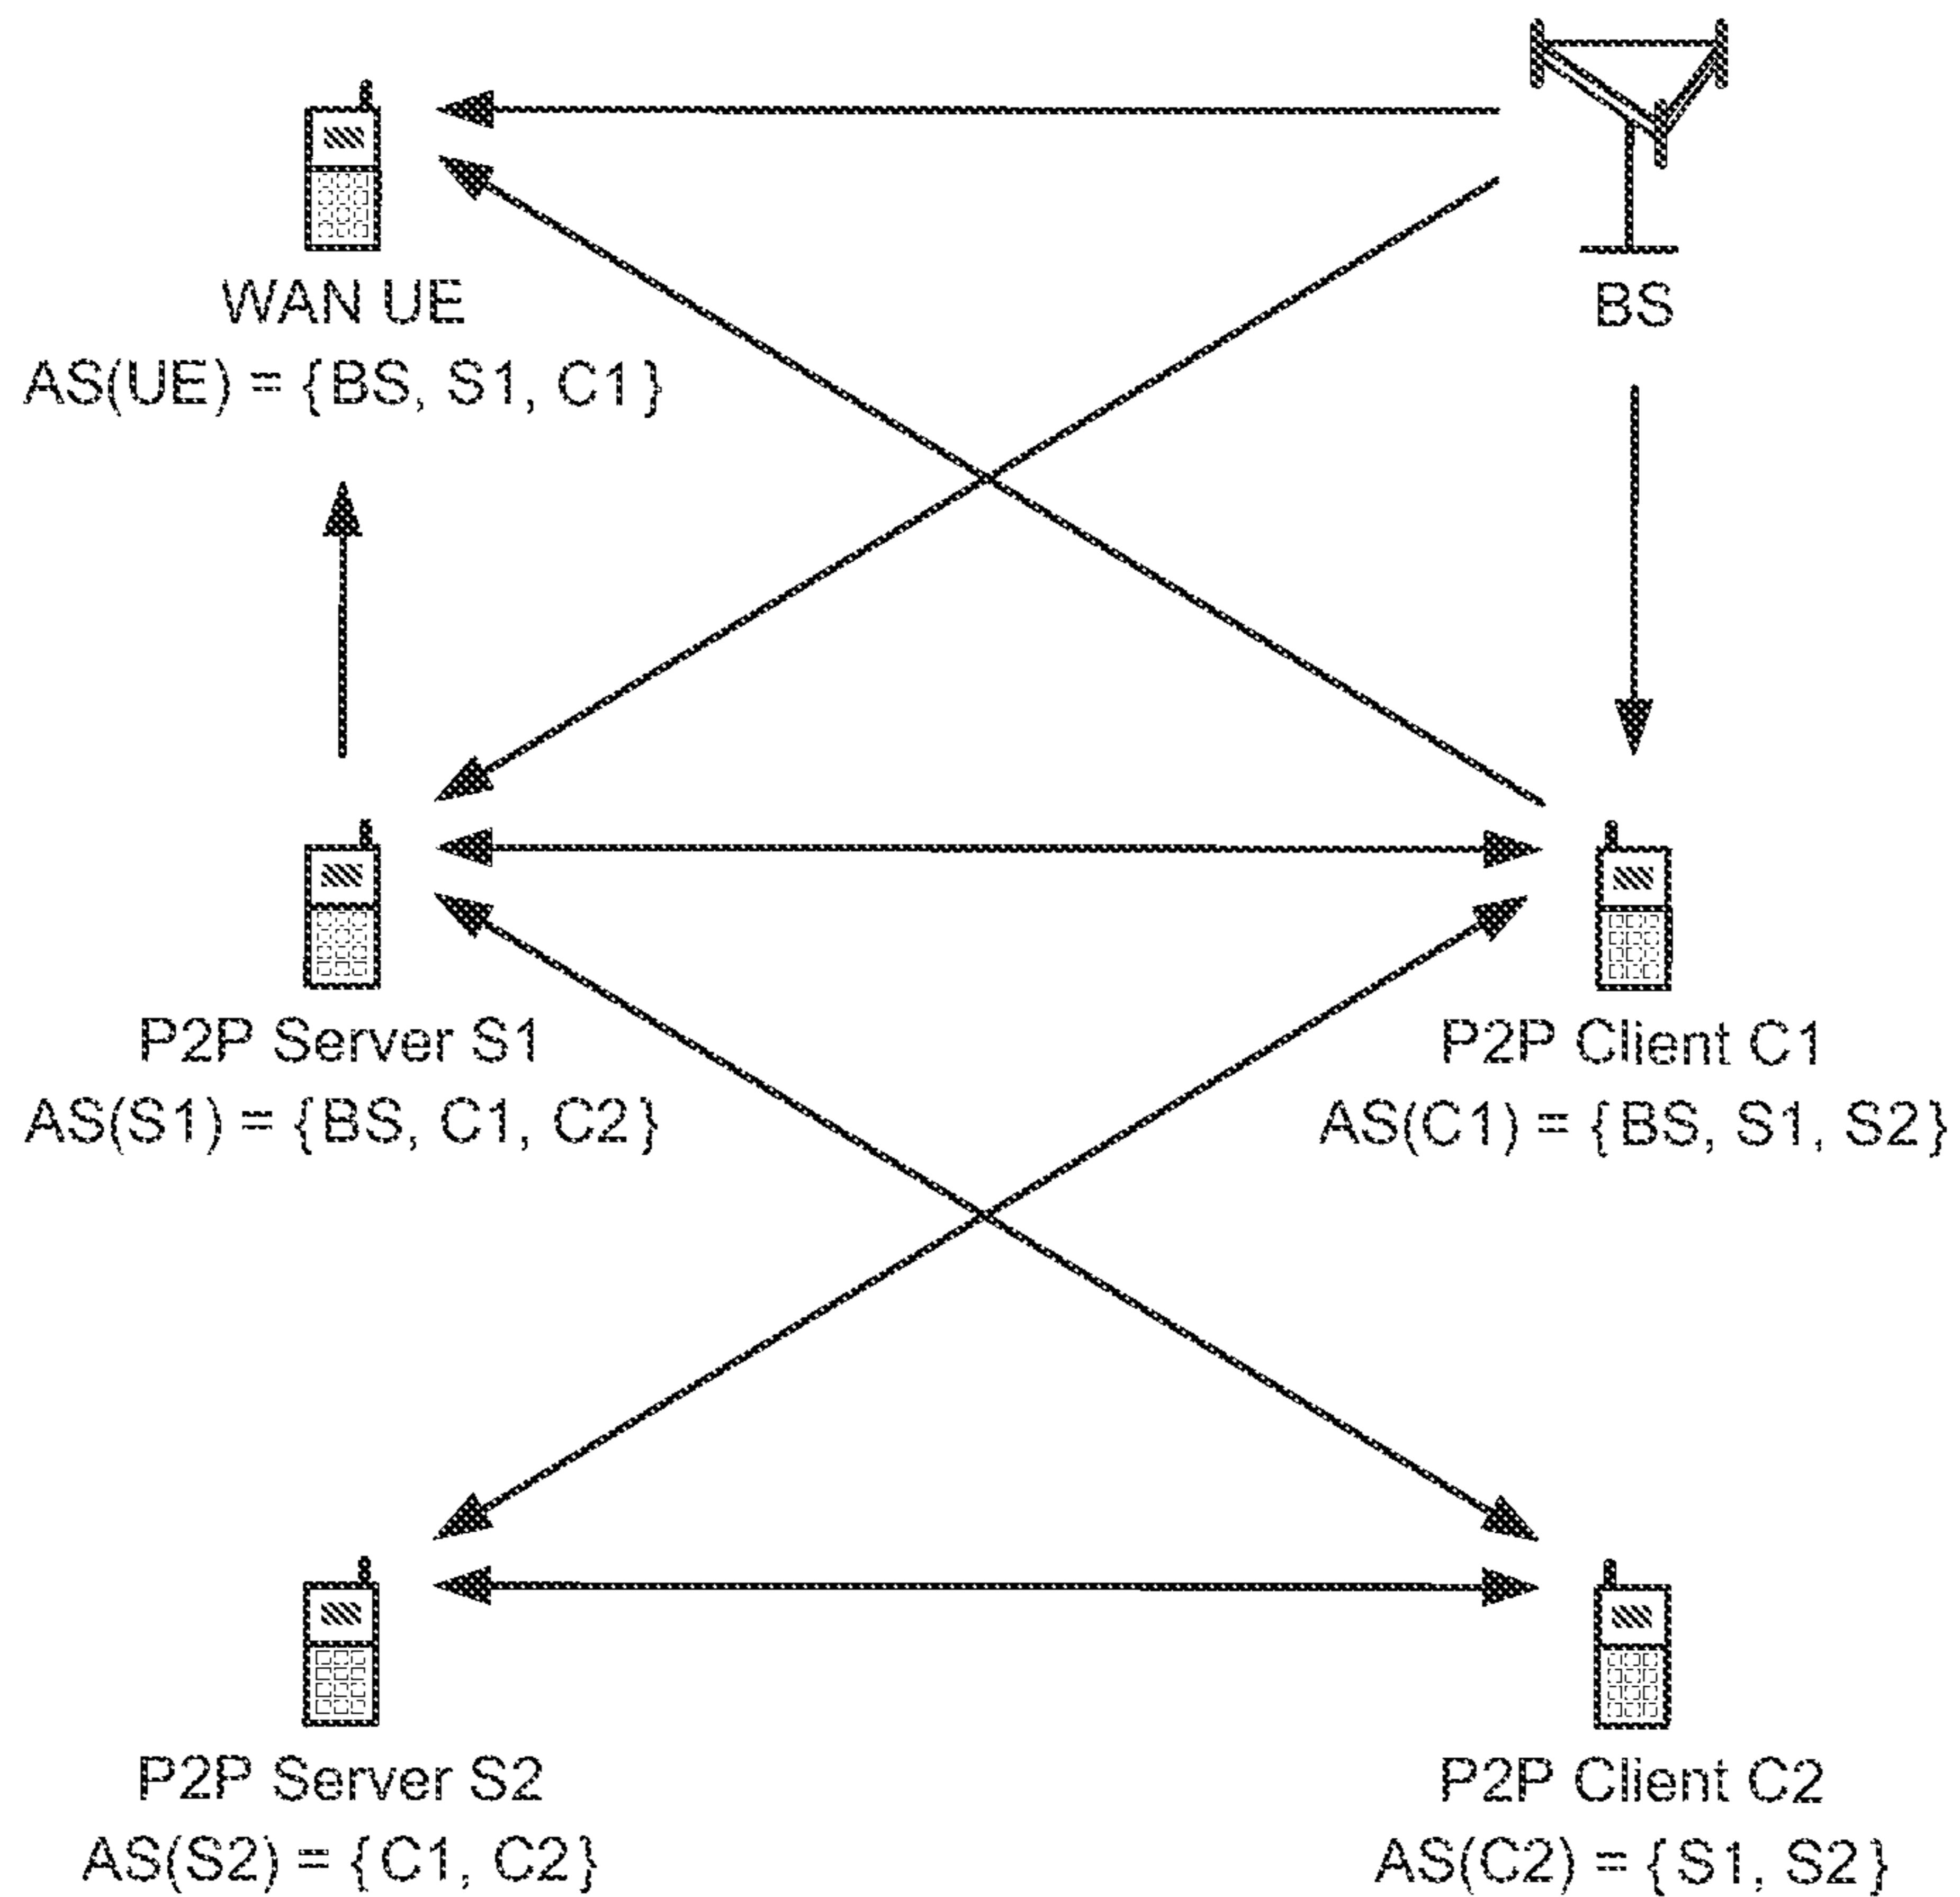 WAN UE
AS(UE) = {BS, S1, C1}
BS
P2P Server S1
AS(S1) = {BS, C1, C2}
P2P Client C1
AS(C1) = {BS, S1, S2}
P2P Server S2
AS(S2) = {C1, C2}
P2P Client C2
AS(C2) = {S1, S2}